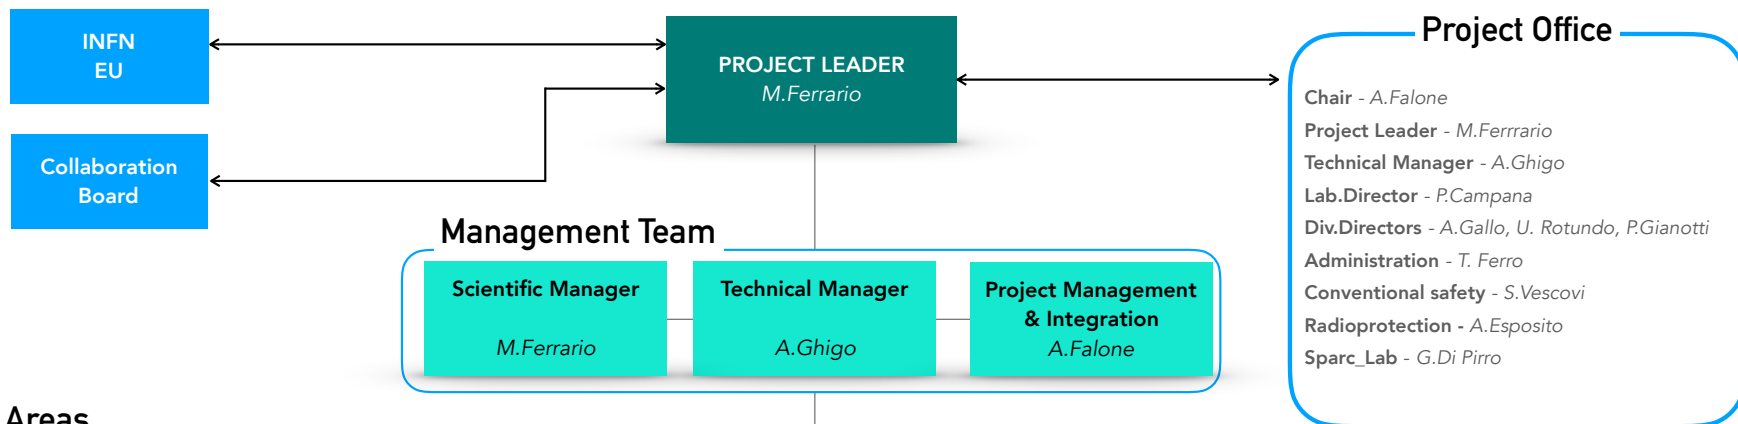 INFN
EU
PROJECT LEADER
M.Ferrario
Project Office
Collaboration
Board
Chair - A.Falone
Project Leader - M.Ferrrario
Technical Manager - A.Ghigo
Lab.Director - P.Campana
Div.Directors - A.Gallo, U. Rotundo, P.Gianotti
Administration - T. Ferro
Conventional safety - S.Vescovi
Radioprotection - A.Esposito
Sparc_Lab - G.Di Pirro
Management Team
Scientific Manager
M.Ferrario
Technical Manager
A.Ghigo
Project Management
& Integration
A.Falone
Areas